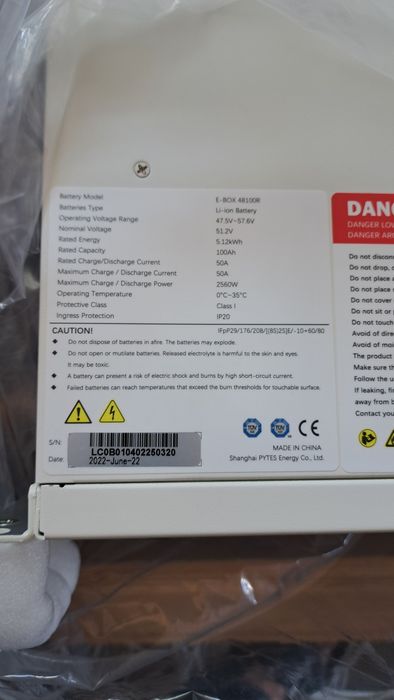 Battery Model E-BOX 48100R
Batteries Type Li-ion Battery
Operating Voltage Range 47.5V~57.6V
Nominal Voltage 51.2V
Rated Energy 5.12kWh
Rated Capacity 100Ah
Rated Charge/Discharge Current 50A
Maximum Charge / Discharge Current 50A
Maximum Charge / Discharge Power 2560W
Operating Temperature 0°C~35°C
Protective Class Class I
Ingress Protection IP20
CAUTION! IFpP29/176/208/[(8S)2S]E/-10+60/80
◆ Do not dispose of batteries in afire. The batteries may explode.
◆ Do not open or mutilate batteries. Released electrolyte is harmful to the skin and eyes.
It may be toxic.
◆ A battery can present a risk of electric shock and burns by high short-circuit current.
◆ Failed batteries can reach temperatures that exceed the burn thresholds for touchable surface.
TÜV TÜV CE
S/N: LC0B010402250320
Date: 2022-June-22
MADE IN CHINA
Shanghai PYTES Energy Co., Ltd.
DANG
DANGER LOW
DANGER AR
Do not discon
Do not drop, c
Do not place a
Do not place
Do not cover
Do not sit or
Do not touch
Avoid of dire
Avoid of moi
The product
Make sure th
Follow the u
If leaking, fi
away from b
Contact you